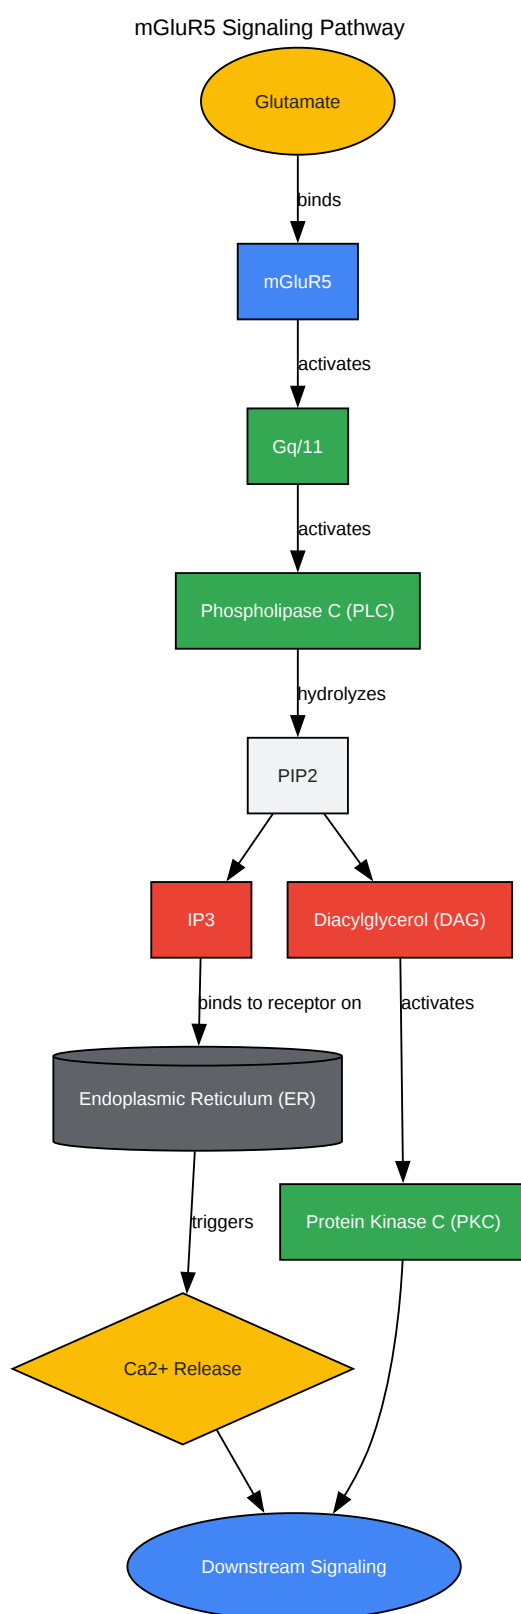 mGluR5 Signaling Pathway
Glutamate
binds
mGluR5
activates
Gq/11
activates
Phospholipase C (PLC)
hydrolyzes
PIP2
IP3
Diacylglycerol (DAG)
binds to receptor on
activates
Endoplasmic Reticulum (ER)
triggers
Protein Kinase C (PKC)
Ca2+ Release
Downstream Signaling